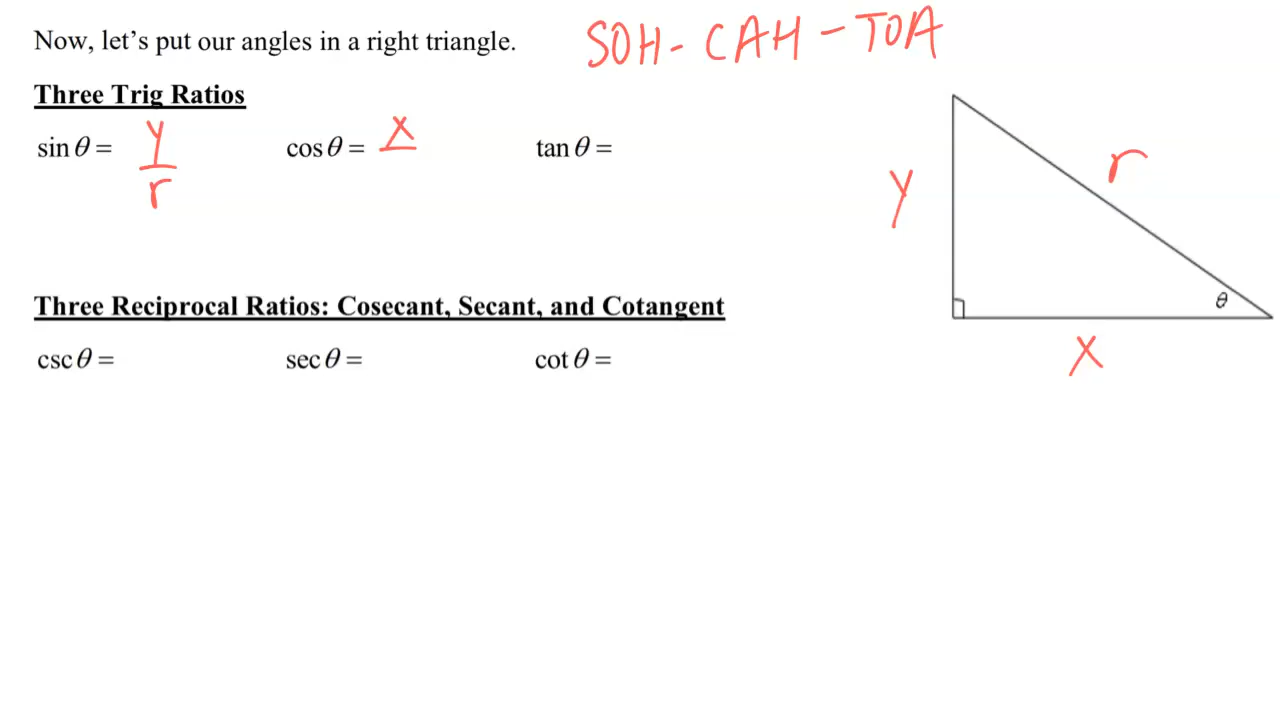 Now, let's put our angles in a right triangle. SOH - CAH - TOA
Three Trig Ratios
sin θ = y/r cos θ = x/ tan θ =
y r
θ
x
Three Reciprocal Ratios: Cosecant, Secant, and Cotangent
csc θ = sec θ = cot θ =